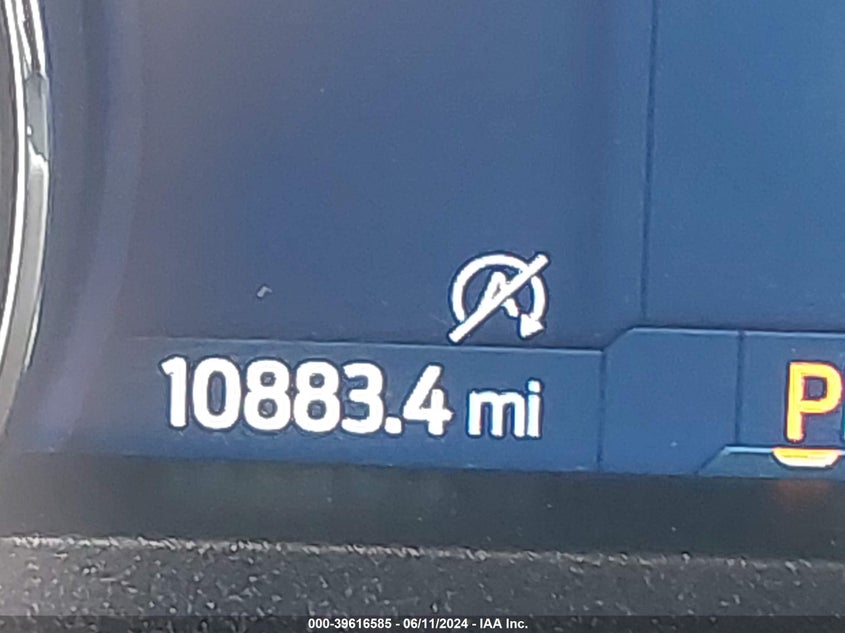 A
10883.4 mi
P
000-39616585 - 06/11/2024 - IAA Inc.